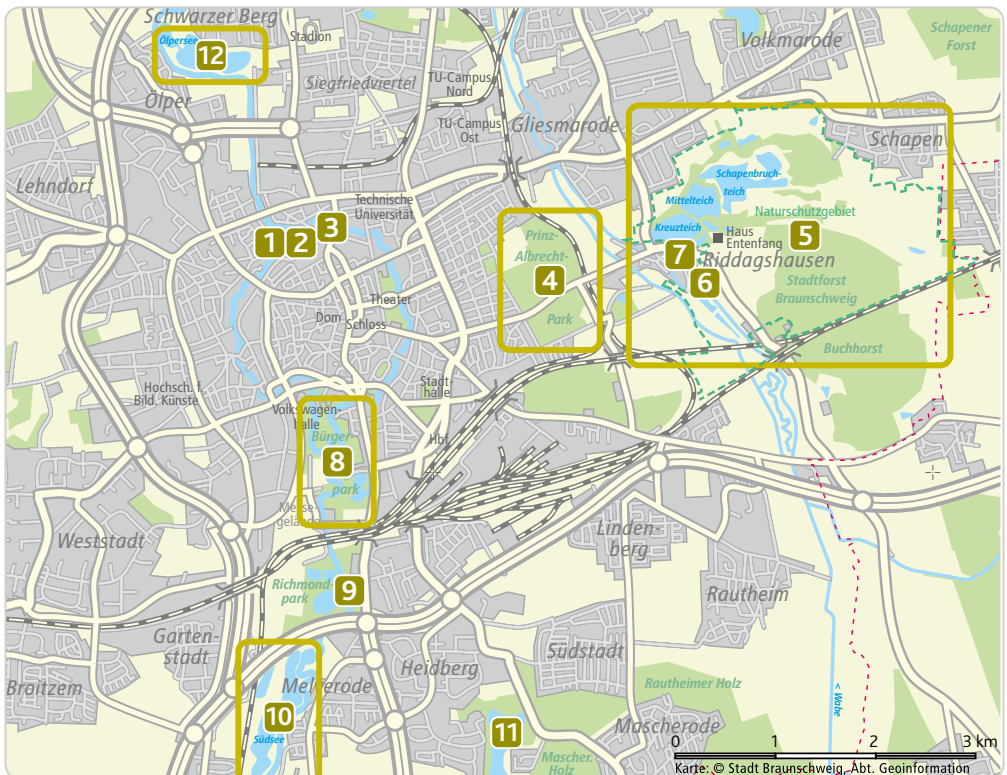 Schwarzer Berg
Ölpersee
12
Stadion
Volkmarode
Schapener
Forst
Siegfriedviertel
TU-Campus
Nord
Ölper
TU-Campus
Ost
Gliesmarode
Schapen
Lehndorf
Schapenbruch-
teich
Mittelteich
Technische
Universität
Naturschutzgebiet
1
2
3
Kreuzteich
Haus
Entenfang
5
Prinz-
Albrecht-
4
Park
7
Riddagshausen
6
Stadtforst
Braunschweig
Theater
Dom
Schloss
Buchhorst
Hochsch. f.
Bild. Künste
Stadt-
halle
Volkswagen-
halle
Bürger-
8
park
Hbf
Messe-
gelände
Weststadt
Linden-
berg
Richmond-
park
9
Rautheim
Garten-
stadt
Südstadt
Heidberg
Broitzem
Melverode
Rautheimer Holz
10
Südsee
11
Mascherode
Mascher.
Holz
< Wabe
0
1
2
3 km
Karte: © Stadt Braunschweig, Abt. Geoinformation